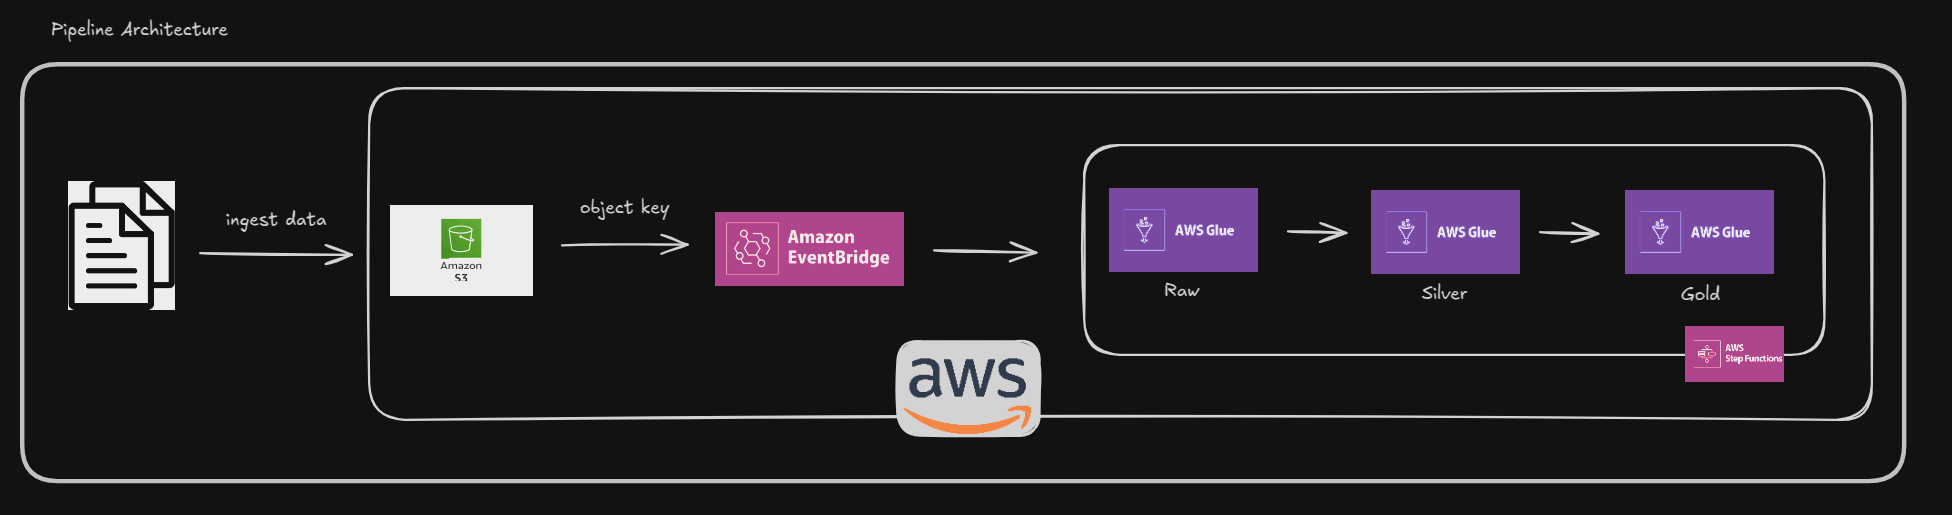 Pipeline Architecture
ingest data
Amazon
S3
object key
Amazon
EventBridge
AWS Glue
Raw
AWS Glue
Silver
AWS Glue
Gold
AWS
Step Functions
aws